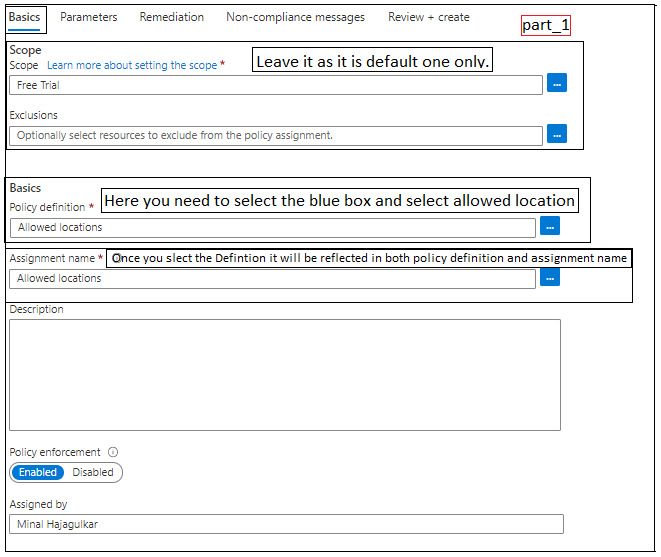 Basics Parameters Remediation Non-compliance messages Review + create
part_1
Scope
Scope Learn more about setting the scope *
Leave it as it is default one only.
Free Trial
...
Exclusions
Optionally select resources to exclude from the policy assignment.
...
Basics
Here you need to select the blue box and select allowed location
Policy definition *
Allowed locations
...
Assignment name * Once you slect the Defintion it will be reflected in both policy definition and assignment name
Allowed locations
...
Description
Policy enforcement
Enabled Disabled
Assigned by
Minal Hajagulkar